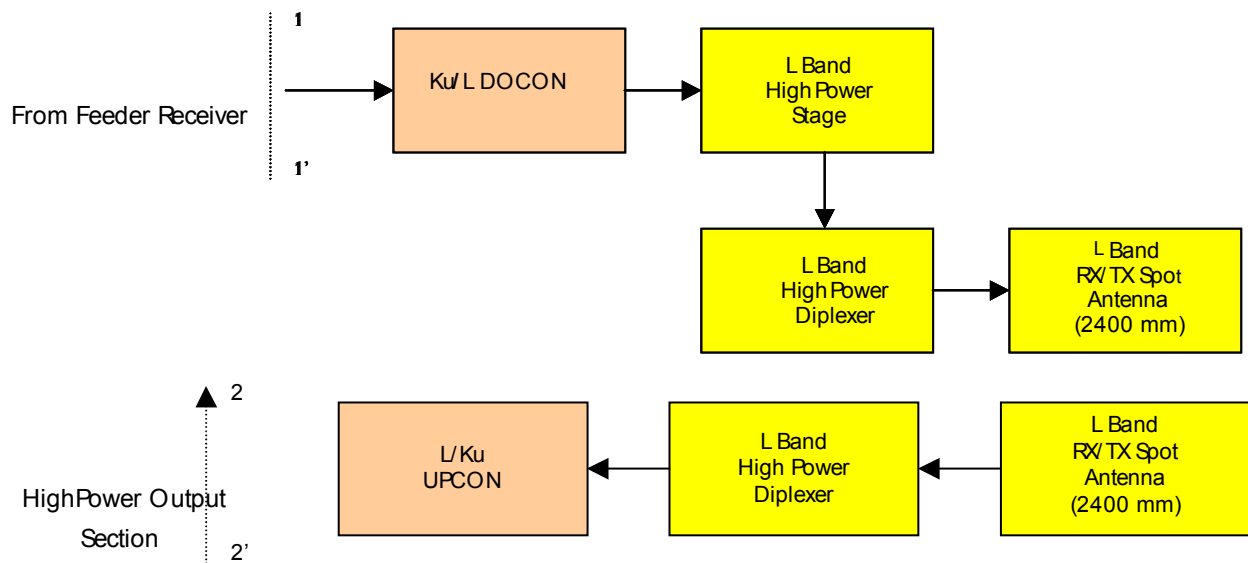 1
Ku/L DOCON
L Band
High Power
Stage
From Feeder Receiver
1'
L Band
High Power
Diplexer
L Band
RX/TX Spot
Antenna
(2400 mm)
2
L/Ku
UPCON
L Band
High Power
Diplexer
L Band
RX/TX Spot
Antenna
(2400 mm)
High Power Output
Section
2'